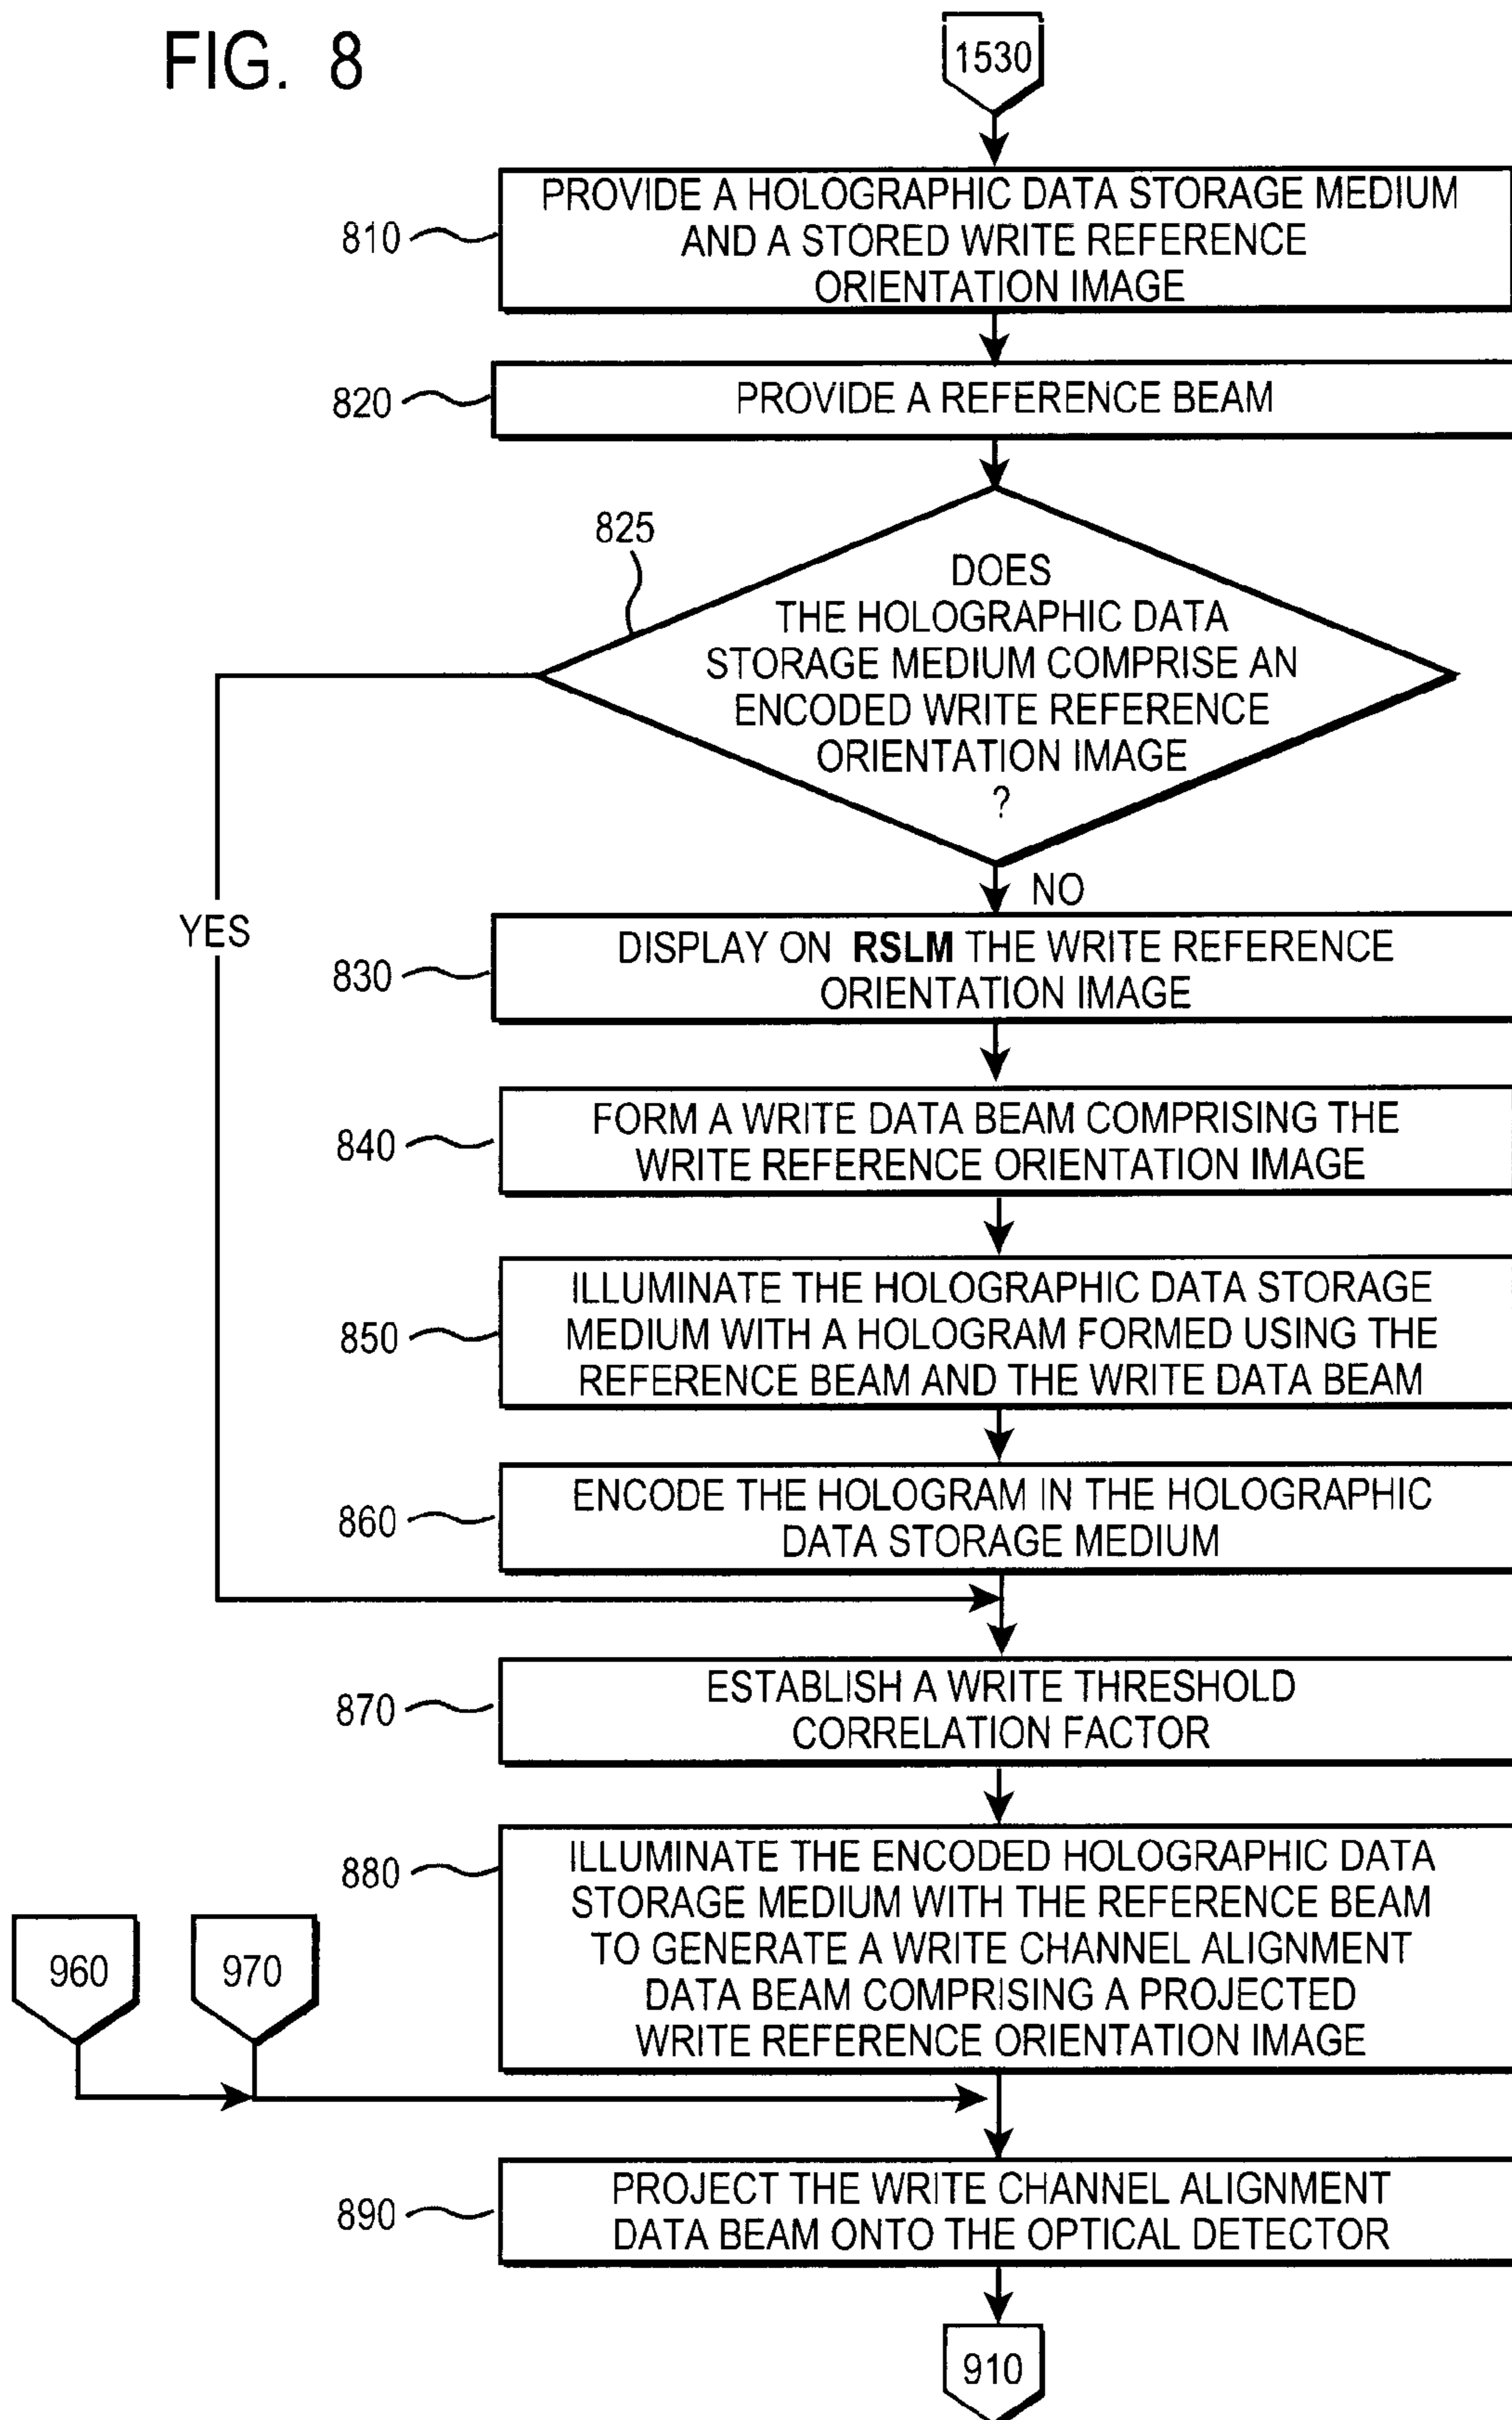 FIG. 8
1530
810
PROVIDE A HOLOGRAPHIC DATA STORAGE MEDIUM
AND A STORED WRITE REFERENCE
ORIENTATION IMAGE
820
PROVIDE A REFERENCE BEAM
825
DOES
THE HOLOGRAPHIC DATA
STORAGE MEDIUM COMPRISE AN
ENCODED WRITE REFERENCE
ORIENTATION IMAGE
?
NO
YES
830
DISPLAY ON RSLM THE WRITE REFERENCE
ORIENTATION IMAGE
840
FORM A WRITE DATA BEAM COMPRISING THE
WRITE REFERENCE ORIENTATION IMAGE
850
ILLUMINATE THE HOLOGRAPHIC DATA STORAGE
MEDIUM WITH A HOLOGRAM FORMED USING THE
REFERENCE BEAM AND THE WRITE DATA BEAM
860
ENCODE THE HOLOGRAM IN THE HOLOGRAPHIC
DATA STORAGE MEDIUM
870
ESTABLISH A WRITE THRESHOLD
CORRELATION FACTOR
880
ILLUMINATE THE ENCODED HOLOGRAPHIC DATA
STORAGE MEDIUM WITH THE REFERENCE BEAM
TO GENERATE A WRITE CHANNEL ALIGNMENT
DATA BEAM COMPRISING A PROJECTED
WRITE REFERENCE ORIENTATION IMAGE
960
970
890
PROJECT THE WRITE CHANNEL ALIGNMENT
DATA BEAM ONTO THE OPTICAL DETECTOR
910